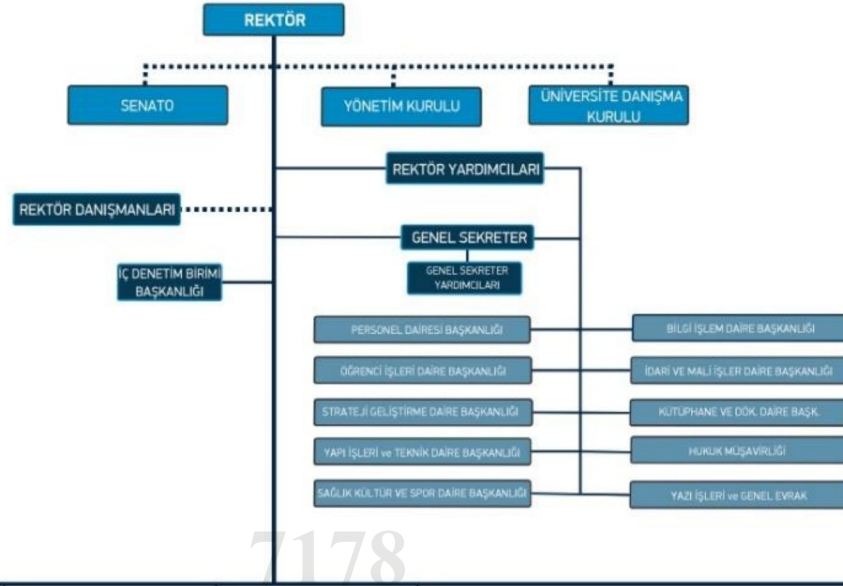 REKTÖR
SENATO
YÖNETİM KURULU
ÜNİVERSİTE DANIŞMA
KURULU
REKTÖR YARDIMCILARI
REKTÖR DANIŞMANLARI
GENEL SEKRETER
GENEL SEKRETER
YARDIMCILARI
İÇ DENETİM BİRİMİ
BAŞKANLIĞI
PERSONEL DAİRESİ BAŞKANLIĞI
BİLGİ İŞLEM DAİRE BAŞKANLIĞI
ÖĞRENCİ İŞLERİ DAİRE BAŞKANLIĞI
İDARİ VE MALİ İŞLER DAİRE BAŞKANLIĞI
STRATEJİ GELİŞTİRME DAİRE BAŞKANLIĞI
KÜTÜPHANE VE DÖK. DAİRE BAŞK.
YAPI İŞLERİ ve TEKNİK DAİRE BAŞKANLIĞI
HUKUK MÜŞAVİRLİĞİ
SAĞLIK KÜLTÜR VE SPOR DAİRE BAŞKANLIĞI
YAZI İŞLERİ ve GENEL EVRAK
7178